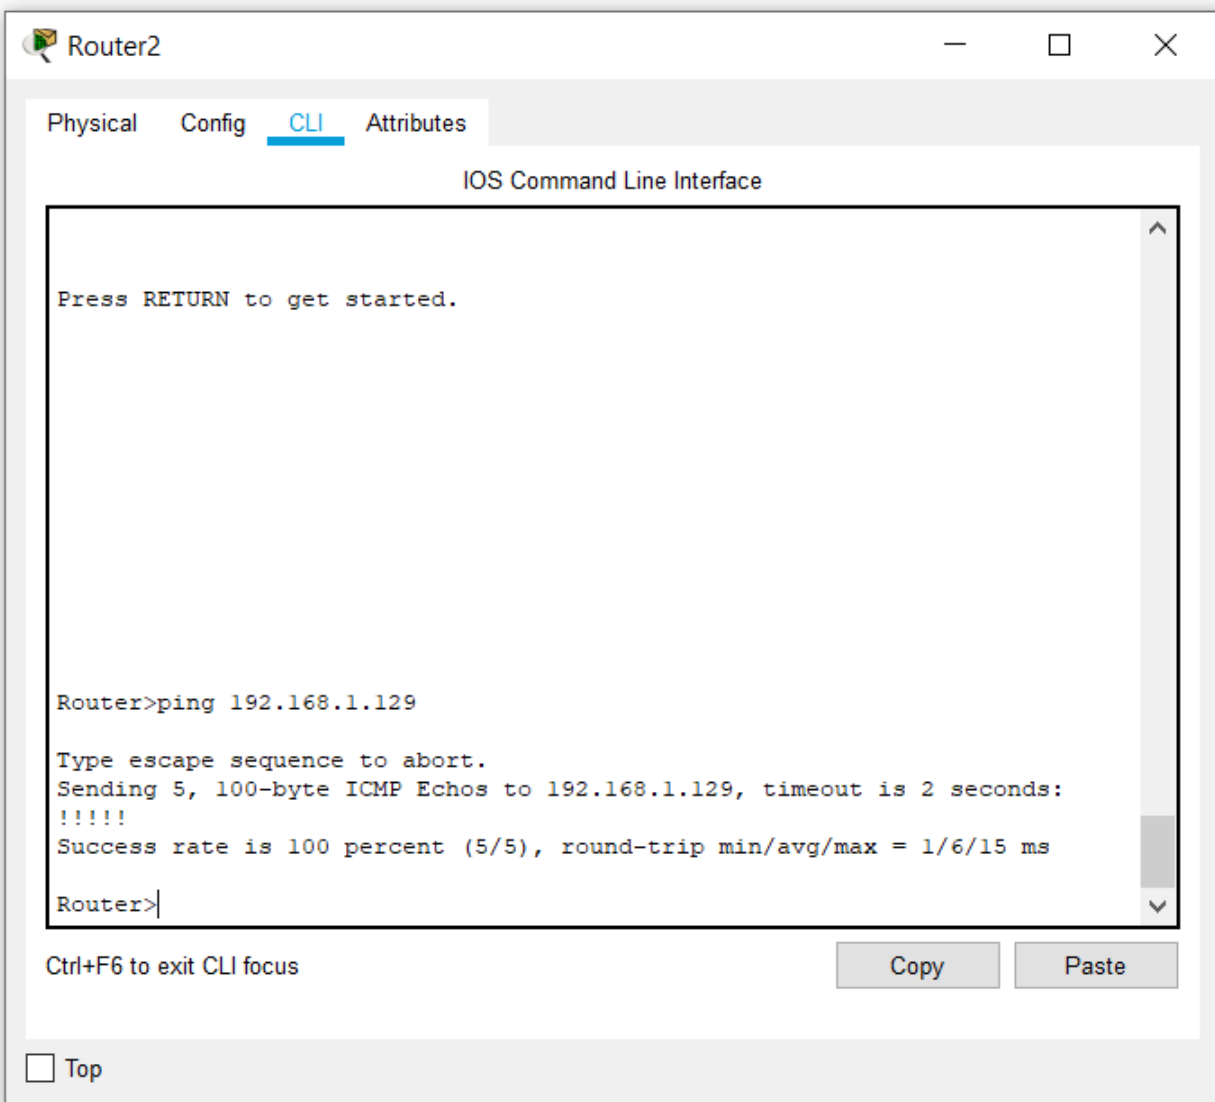 Router2
Physical Config CLI Attributes
IOS Command Line Interface
Press RETURN to get started.
Router>ping 192.168.1.129
Type escape sequence to abort.
Sending 5, 100-byte ICMP Echos to 192.168.1.129, timeout is 2 seconds:
!!!!!
Success rate is 100 percent (5/5), round-trip min/avg/max = 1/6/15 ms
Router>
Ctrl+F6 to exit CLI focus
Copy Paste
Top